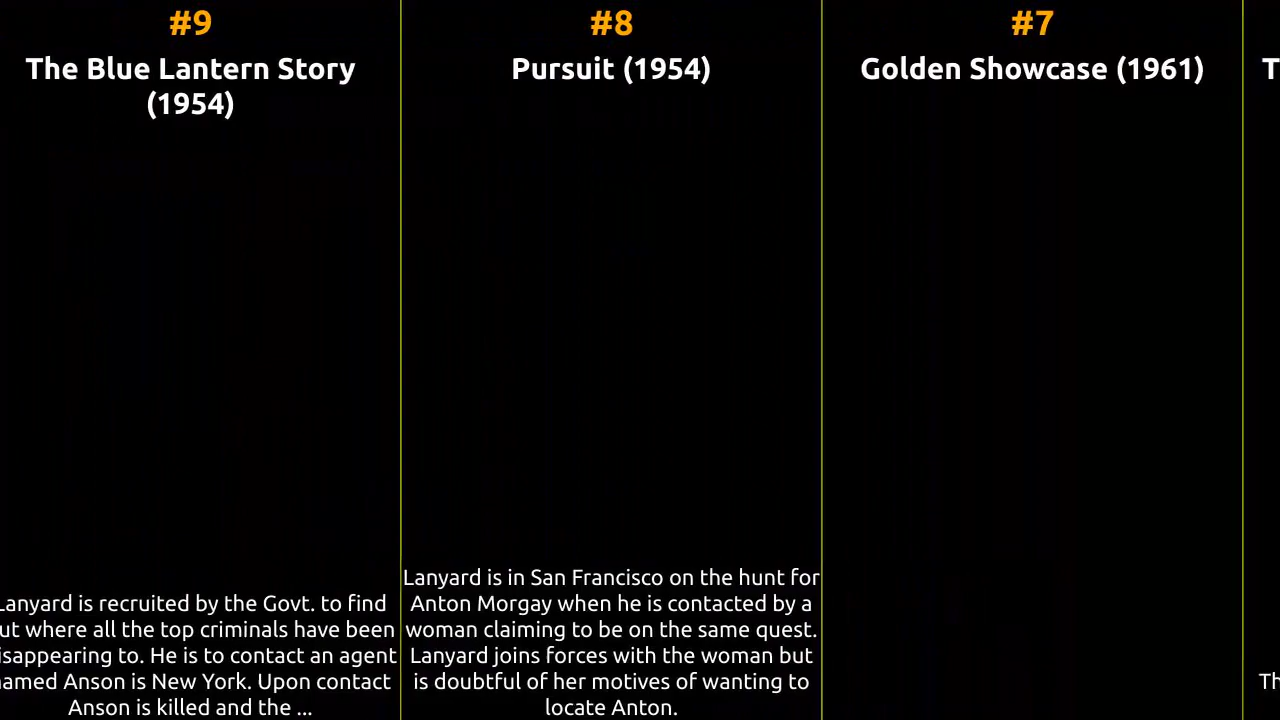 #9
The Blue Lantern Story
(1954)
Lanyard is recruited by the Govt. to find
ut where all the top criminals have been
isappearing to. He is to contact an agent
named Anson is New York. Upon contact
Anson is killed and the ...
#8
Pursuit (1954)
Lanyard is in San Francisco on the hunt for
Anton Morgay when he is contacted by a
woman claiming to be on the same quest.
Lanyard joins forces with the woman but
is doubtful of her motives of wanting to
locate Anton.
#7
Golden Showcase (1961)
T
Th